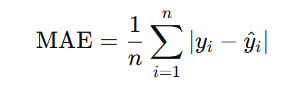 MAE = \frac{1}{n} \sum_{i=1}^{n} |y_i - \hat{y}_i|